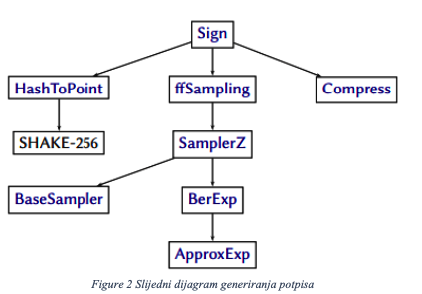 Sign
HashToPoint
ffSampling
Compress
SHAKE-256
SamplerZ
BaseSampler
BerExp
ApproxExp
Figure 2 Slijedni dijagram generiranja potpisa